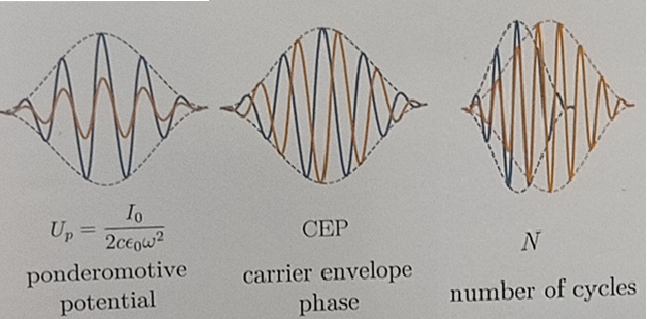 U_p = I_0 / 2cϵ_0ω^2
ponderomotive
potential
CEP
carrier envelope
phase
N
number of cycles